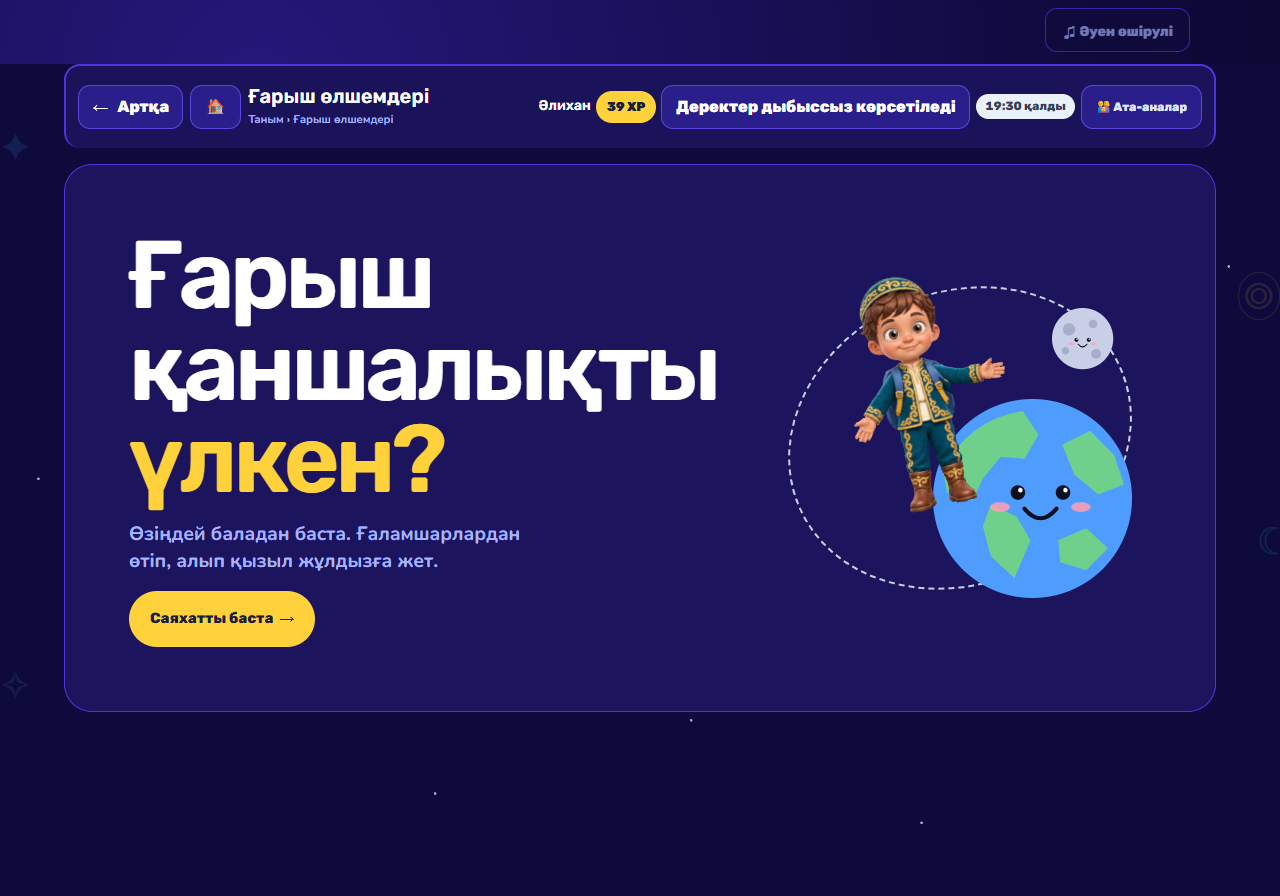 ♫ Әуен өшірулі
← Артқа
Ғарыш өлшемдері
Таным › Ғарыш өлшемдері
Әлихан
39 XP
Деректер дыбыссыз көрсетіледі
19:30 қалды
Ата-аналар
Ғарыш
қаншалықты
үлкен?
Өзіңдей баладан баста. Ғаламшарлардан
өтіп, алып қызыл жұлдызға жет.
Саяхатты баста →